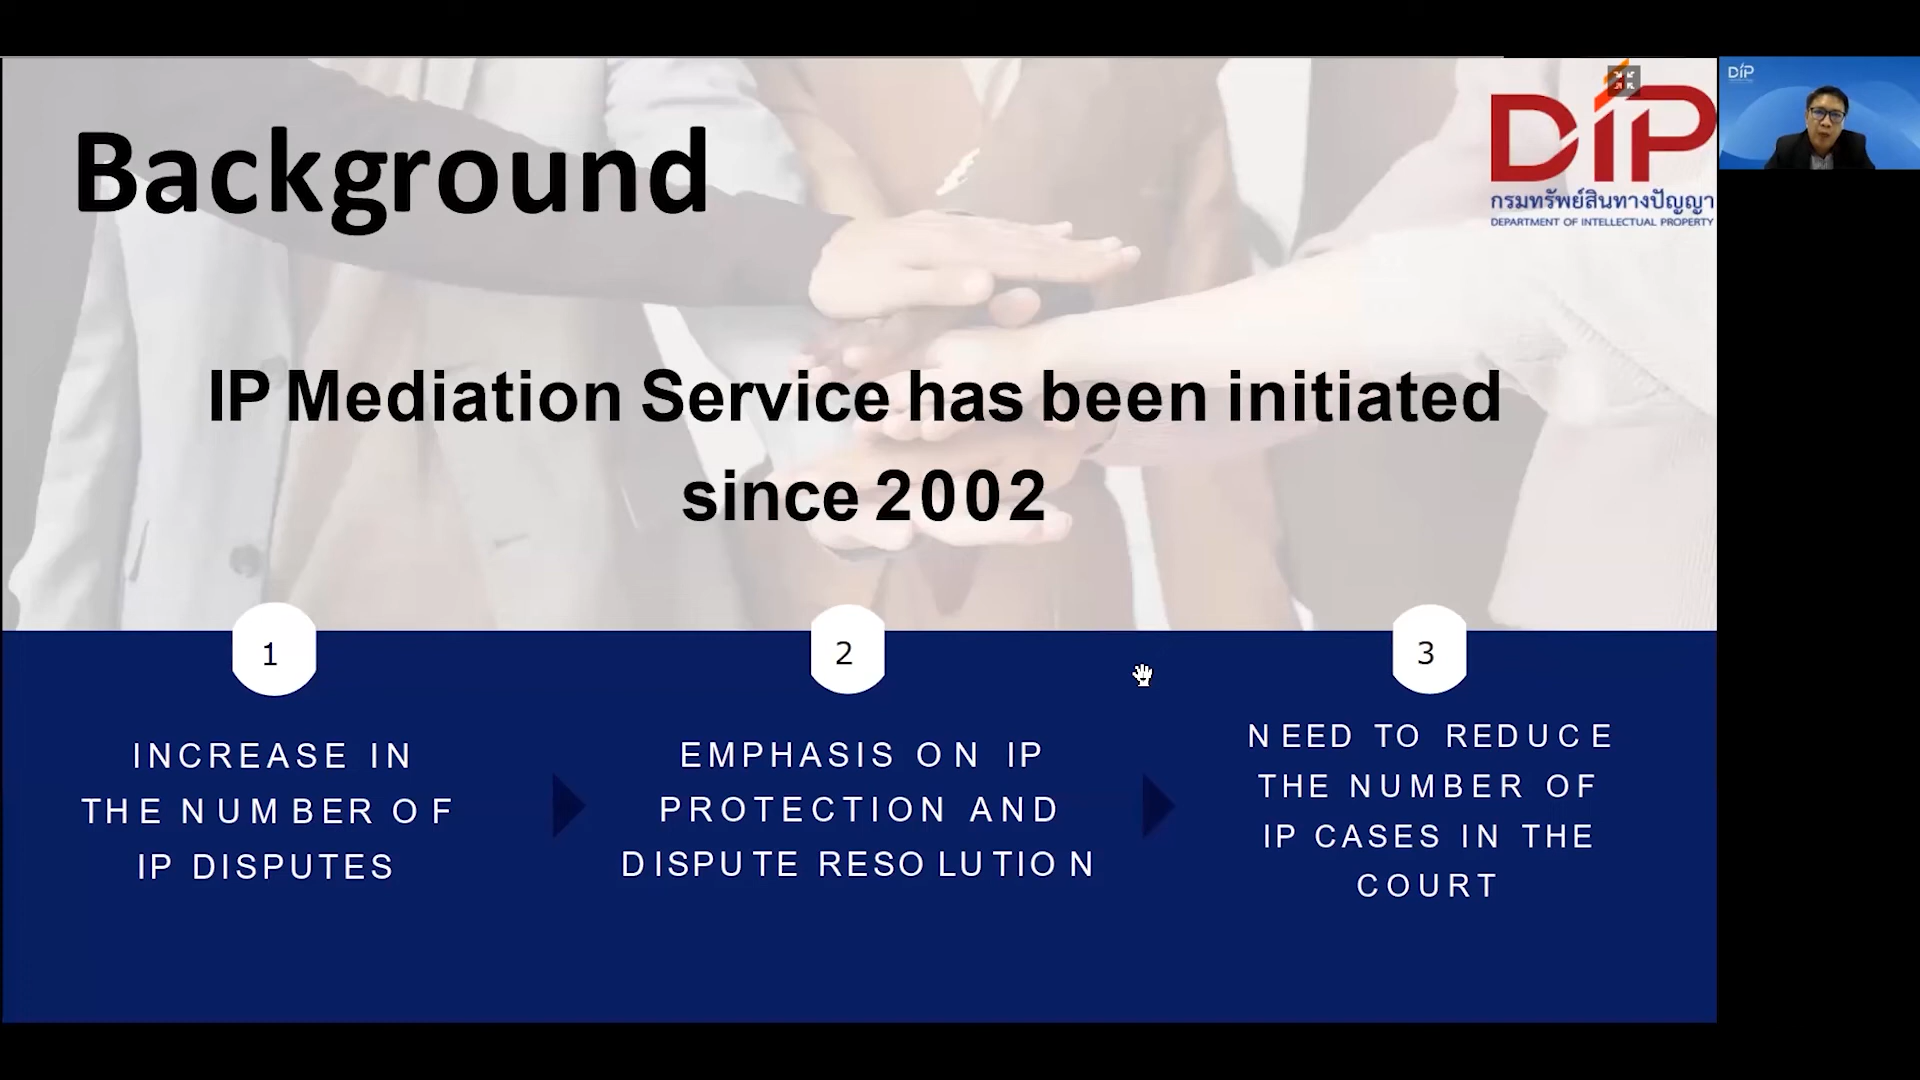 Background
DiP
กรมทรัพย์สินทางปัญญา
DEPARTMENT OF INTELLECTUAL PROPERTY
DiP
IP Mediation Service has been initiated
since 2002
1
INCREASE IN
THE NUMBER OF
IP DISPUTES
2
EMPHASIS ON IP
PROTECTION AND
DISPUTE RESOLUTION
3
NEED TO REDUCE
THE NUMBER OF
IP CASES IN THE
COURT